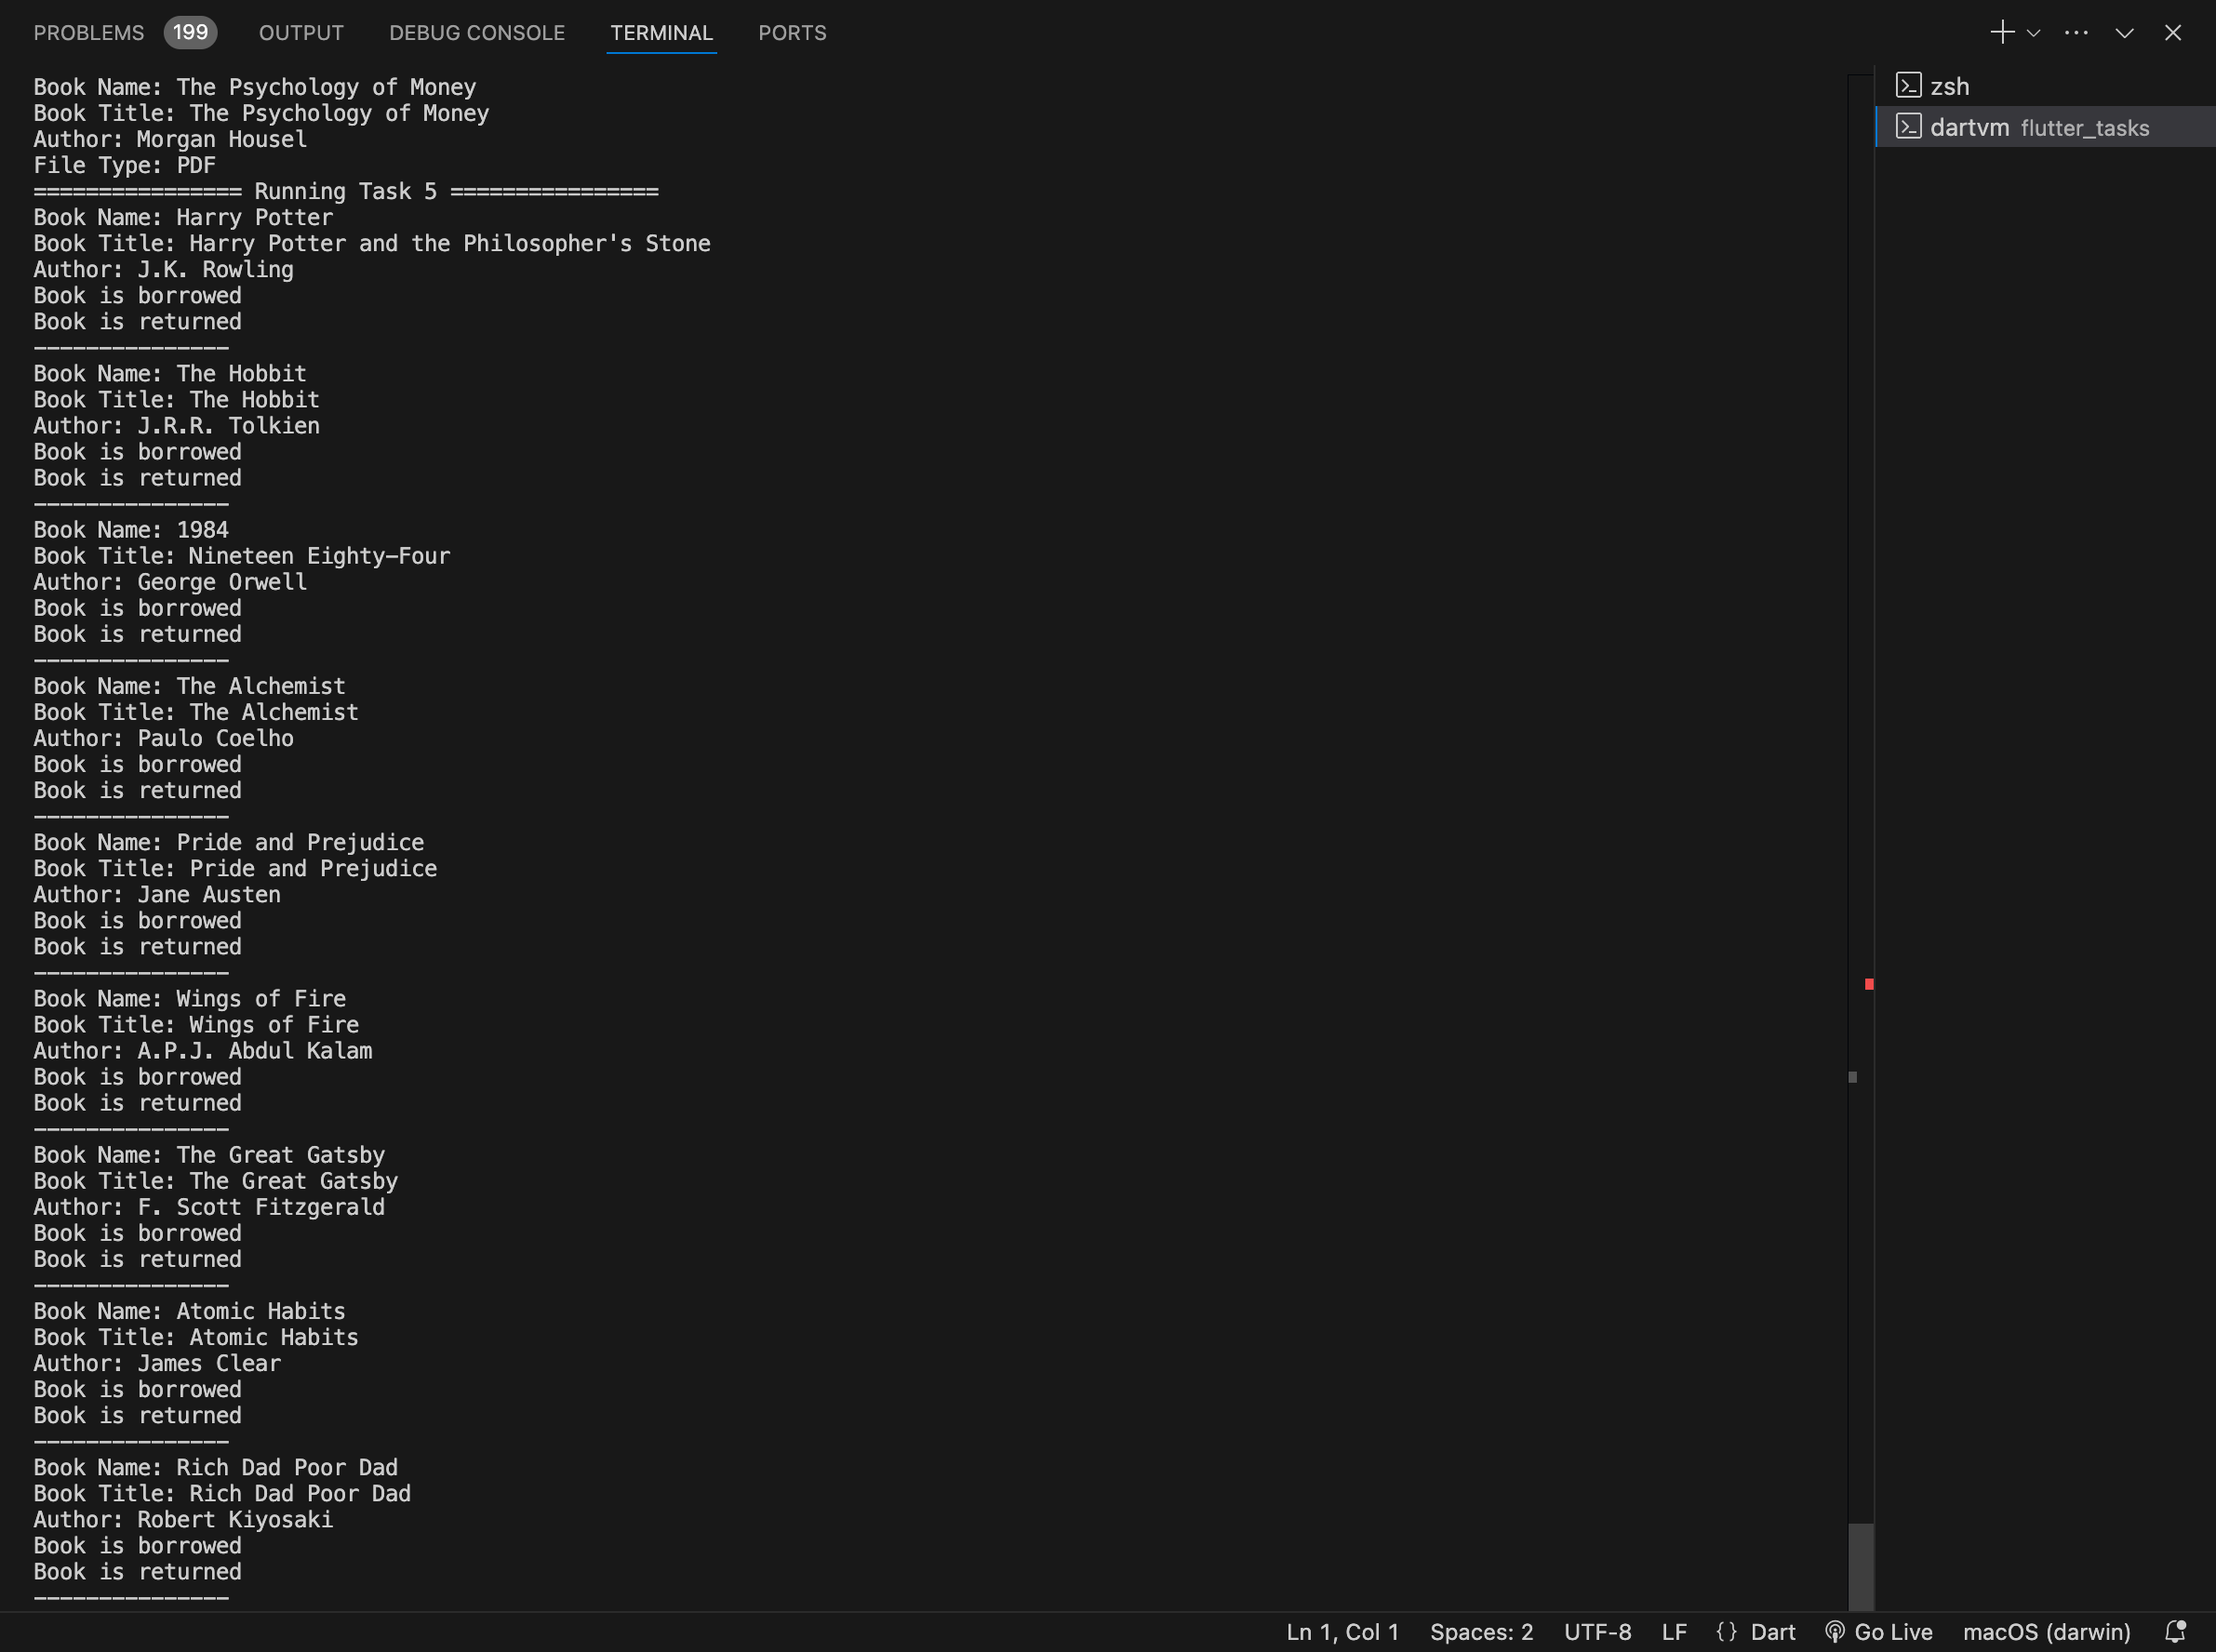 PROBLEMS 199 OUTPUT DEBUG CONSOLE TERMINAL PORTS
Book Name: The Psychology of Money
Book Title: The Psychology of Money
Author: Morgan Housel
File Type: PDF
================ Running Task 5 ================
Book Name: Harry Potter
Book Title: Harry Potter and the Philosopher's Stone
Author: J.K. Rowling
Book is borrowed
Book is returned
---------------
Book Name: The Hobbit
Book Title: The Hobbit
Author: J.R.R. Tolkien
Book is borrowed
Book is returned
---------------
Book Name: 1984
Book Title: Nineteen Eighty-Four
Author: George Orwell
Book is borrowed
Book is returned
---------------
Book Name: The Alchemist
Book Title: The Alchemist
Author: Paulo Coelho
Book is borrowed
Book is returned
---------------
Book Name: Pride and Prejudice
Book Title: Pride and Prejudice
Author: Jane Austen
Book is borrowed
Book is returned
---------------
Book Name: Wings of Fire
Book Title: Wings of Fire
Author: A.P.J. Abdul Kalam
Book is borrowed
Book is returned
---------------
Book Name: The Great Gatsby
Book Title: The Great Gatsby
Author: F. Scott Fitzgerald
Book is borrowed
Book is returned
---------------
Book Name: Atomic Habits
Book Title: Atomic Habits
Author: James Clear
Book is borrowed
Book is returned
---------------
Book Name: Rich Dad Poor Dad
Book Title: Rich Dad Poor Dad
Author: Robert Kiyosaki
Book is borrowed
Book is returned
---------------
zsh
dartvm flutter_tasks
Ln 1, Col 1 Spaces: 2 UTF-8 LF {} Dart Go Live macOS (darwin)